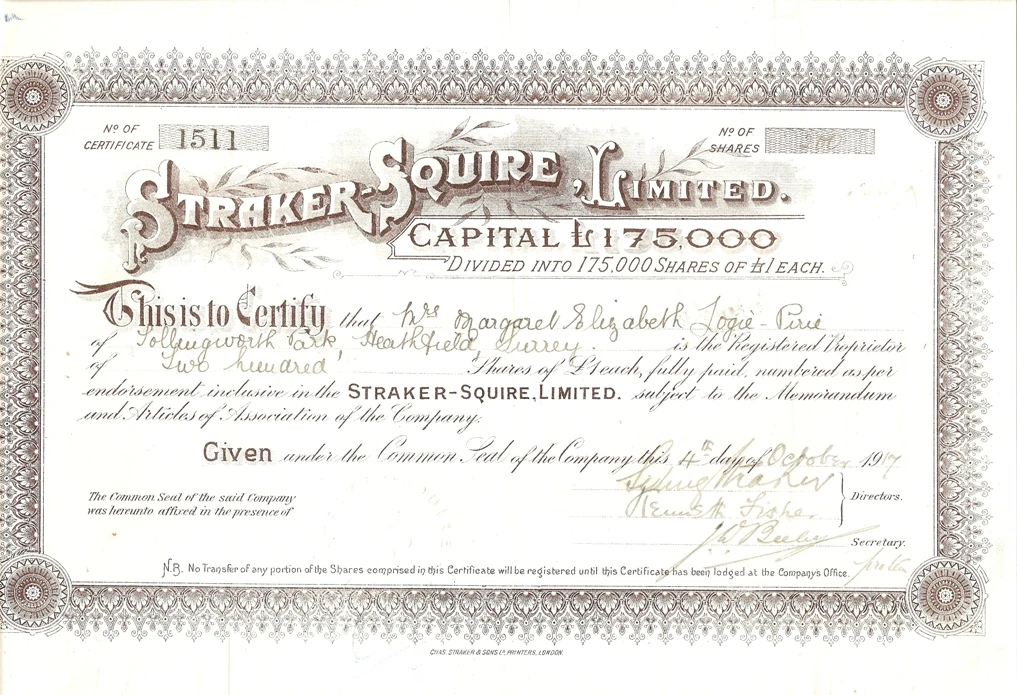 Nº OF CERTIFICATE 1511
Nº OF SHARES
STRAKER-SQUIRE, LIMITED.
CAPITAL £175,000
DIVIDED INTO 175,000 SHARES OF £1 EACH.
This is to Certify that Mrs Margaret Elizabeth Logie-Pirie
of Tollingworth Park, Heathfield, Surrey. is the Registered Proprietor
of Two hundred Shares of £1 each, fully paid, numbered as per
endorsement inclusive in the STRAKER-SQUIRE, LIMITED. subject to the Memorandum
and Articles of Association of the Company.
Given under the Common Seal of the Company this 4th day of October 1917
The Common Seal of the said Company
was hereunto affixed in the presence of
Directors.
Kenneth Fisher
J W Beeby Secretary.
N.B. No Transfer of any portion of the Shares comprised in this Certificate will be registered until this Certificate has been lodged at the Company's Office.
CHAS. STRAKER & SONS LD, PRINTERS, LONDON.